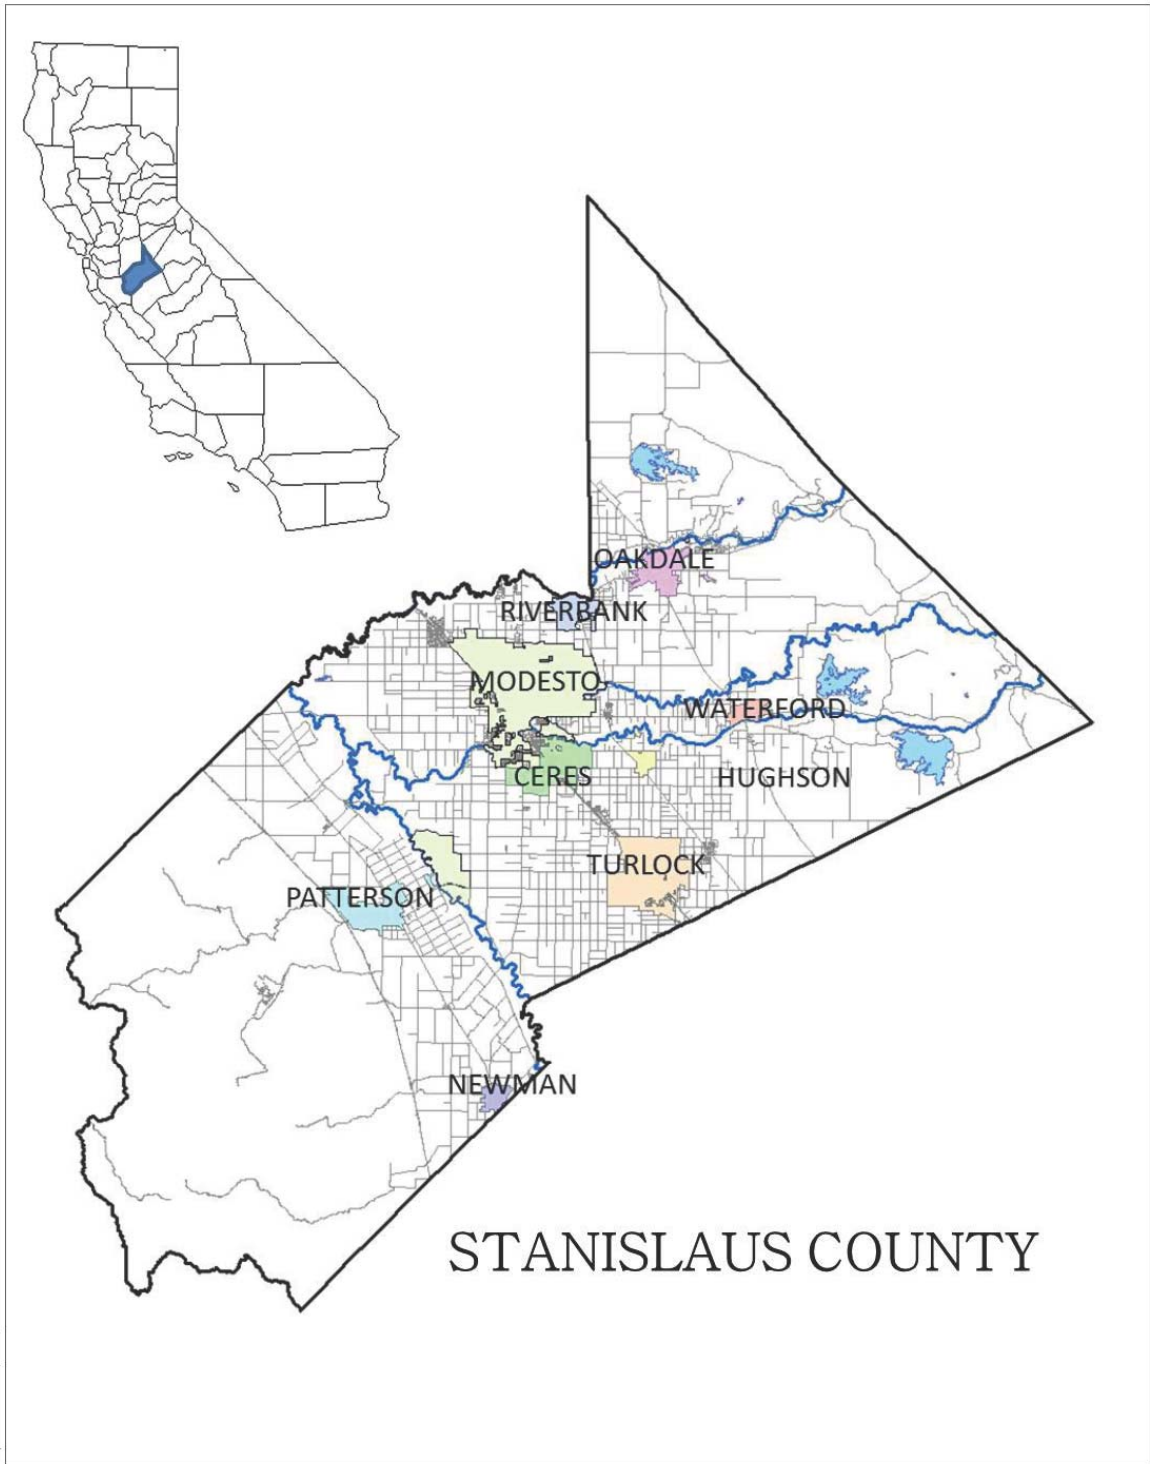 OAKDALE
RIVERBANK
MODESTO
WATERFORD
CERES
HUGHSON
TURLOCK
PATTERSON
NEWMAN
STANISLAUS COUNTY